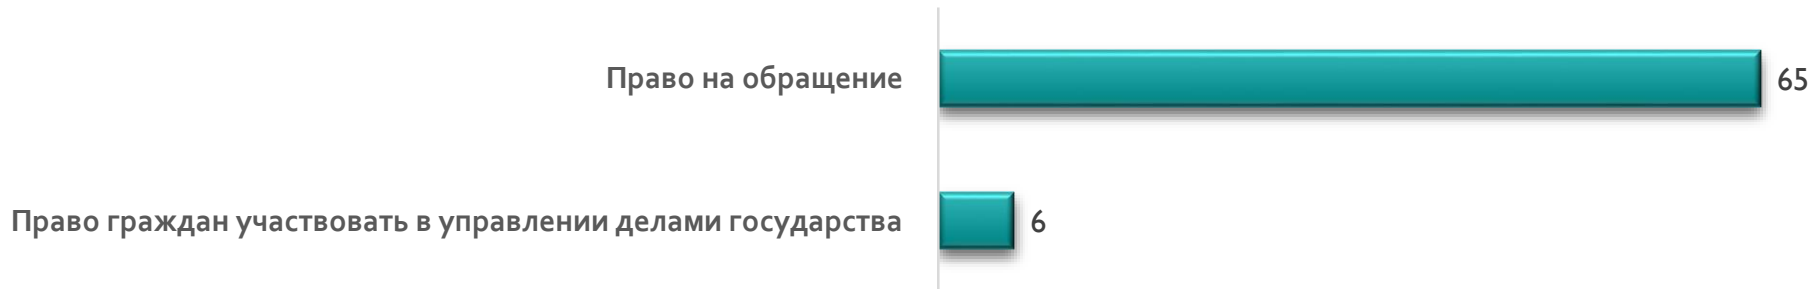 Право на обращение
65
Право граждан участвовать в управлении делами государства
6